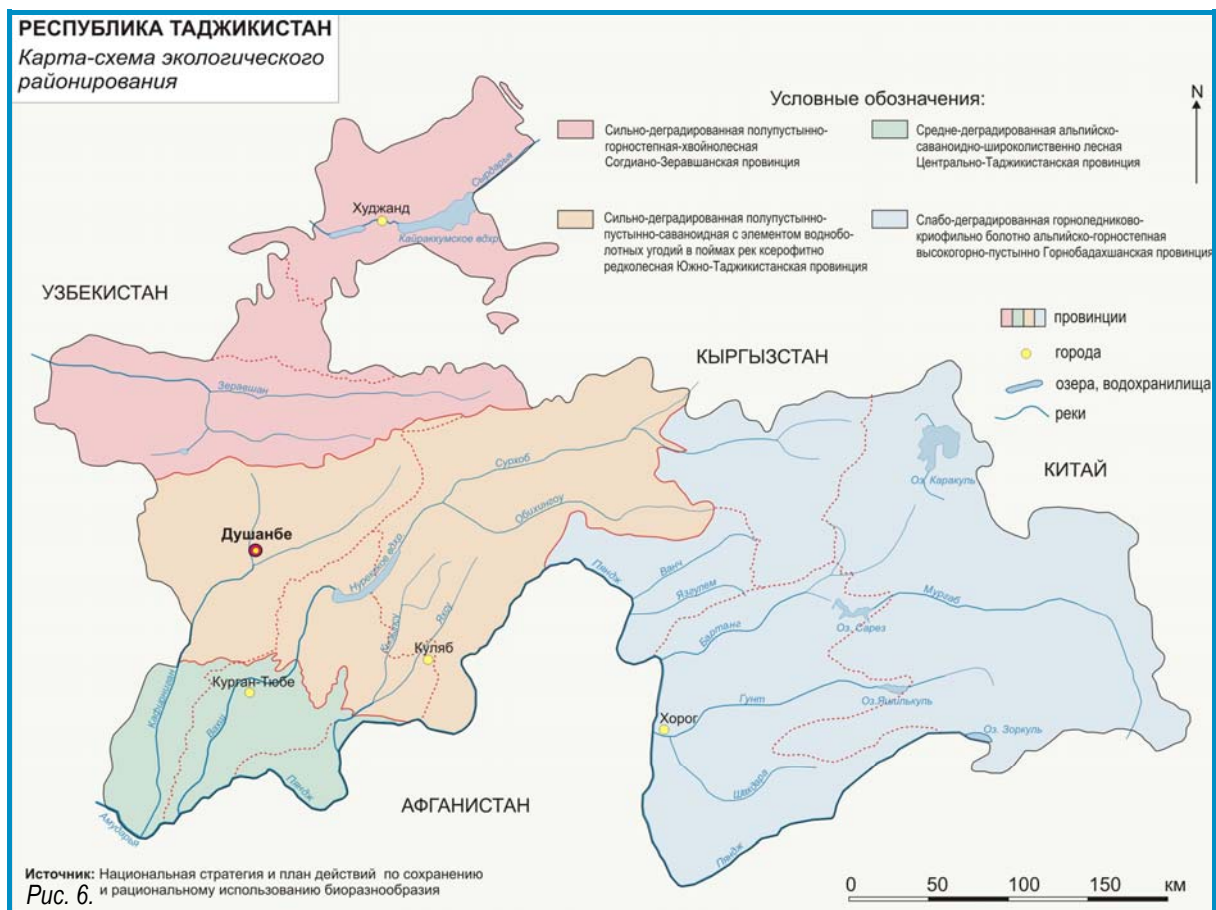 РЕСПУБЛИКА ТАДЖИКИСТАН
Карта-схема экологического
районирования
Условные обозначения:
N
Сильно-деградированная полупустынно-
горностепная-хвойнолесная
Согдиано-Зеравшанская провинция
Средне-деградированная альпийско-
саваноидно-широколиственно лесная
Центрально-Таджикистанская провинция
Сильно-деградированная полупустынно-
пустынно-саваноидная с элементом водноб­о-
лотных угодий в поймах рек ксерофитно
редколесная Южно-Таджикистанская провинция
Слабо-деградированная горноледниково-
криофильно болотно альпийско-горностепная
высокогорно-пустынно Горнобадахшанская провинция
провинции
города
озера, водохранилища
реки
Сырдарья
Худжанд
Кайраккумское вдхр.
УЗБЕКИСТАН
КЫРГЫЗСТАН
КИТАЙ
Зеравшан
Сурхоб
Оз. Каракуль
Обихингоу
Душанбе
Нурекское вдхр.
Пяндж
Ванч
Язгулем
Мургаб
Бартанг
Оз. Сарез
Яхсу
Куляб
Курган-Тюбе
Кафирниган
Вахш
Гунт
Оз. Яшилькуль
Хорог
Оз. Зоркуль
Шахдара
Пяндж
Пяндж
Амударья
АФГАНИСТАН
Источник: Национальная стратегия и план действий по сохранению
и рациональному использованию биоразнообразия
Рис. 6.
0 50 100 150 км